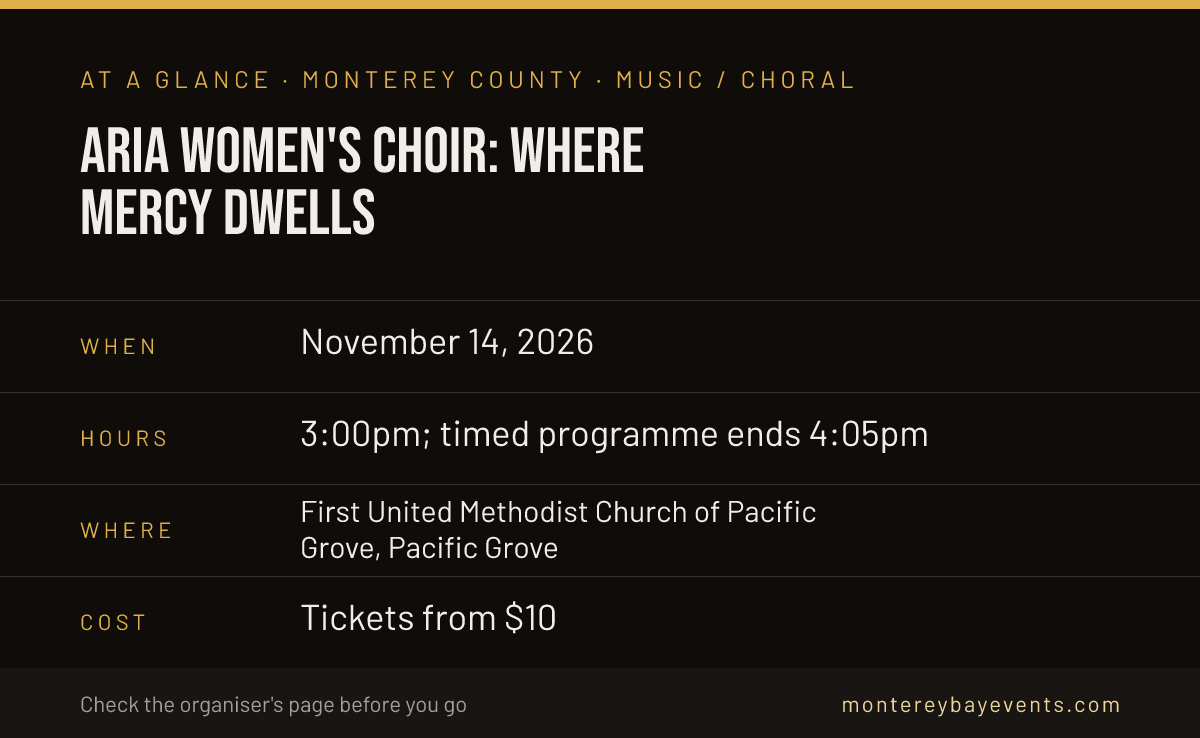 AT A GLANCE · MONTEREY COUNTY · MUSIC / CHORAL
ARIA WOMEN'S CHOIR: WHERE
MERCY DWELLS
WHEN
November 14, 2026
HOURS
3:00pm; timed programme ends 4:05pm
WHERE
First United Methodist Church of Pacific
Grove, Pacific Grove
COST
Tickets from $10
Check the organiser's page before you go
montereybayevents.com